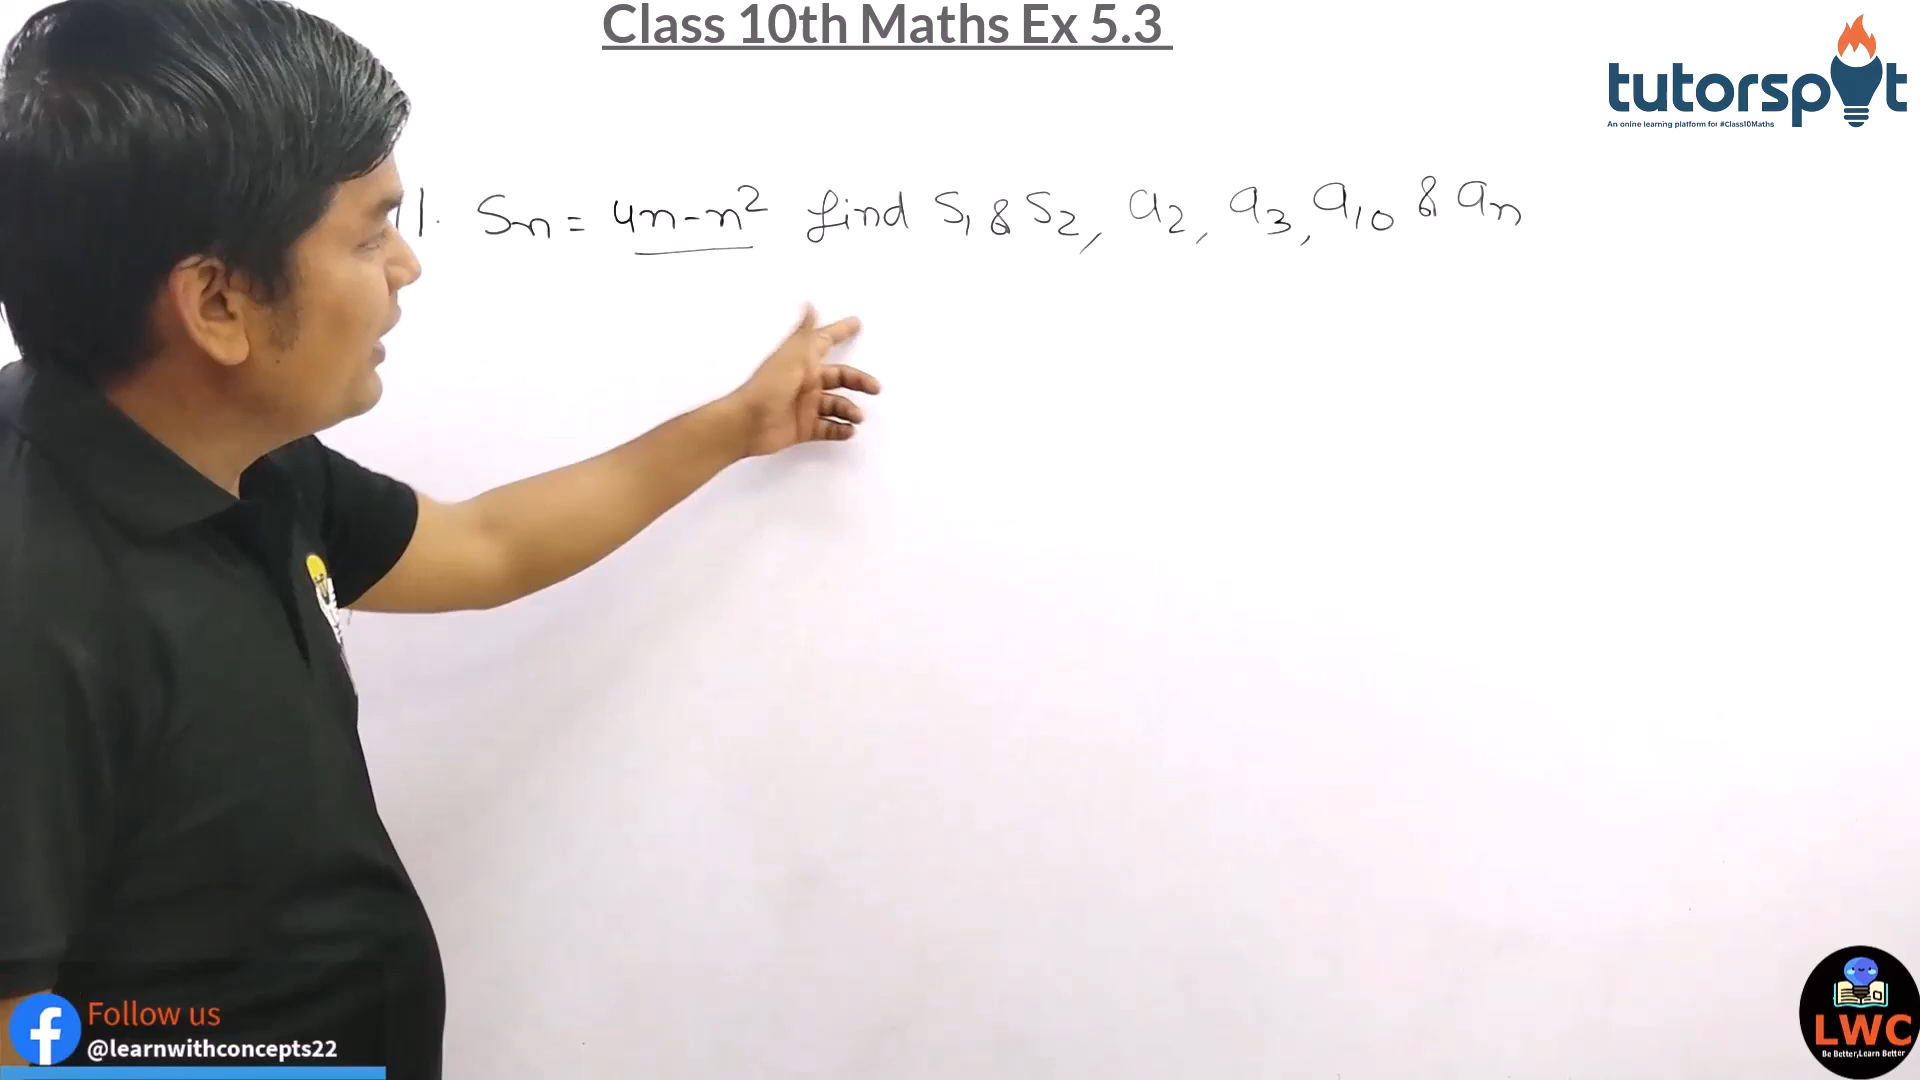 Class 10th Maths Ex 5.3
tutorspot
An online learning platform for #Class10Maths
11. Sn = 4n-n² find S₁ & S₂, a₂, a₃, a₁₀ & aₙ
Follow us
@learnwithconcepts22
LWC
Be Better,Learn Better